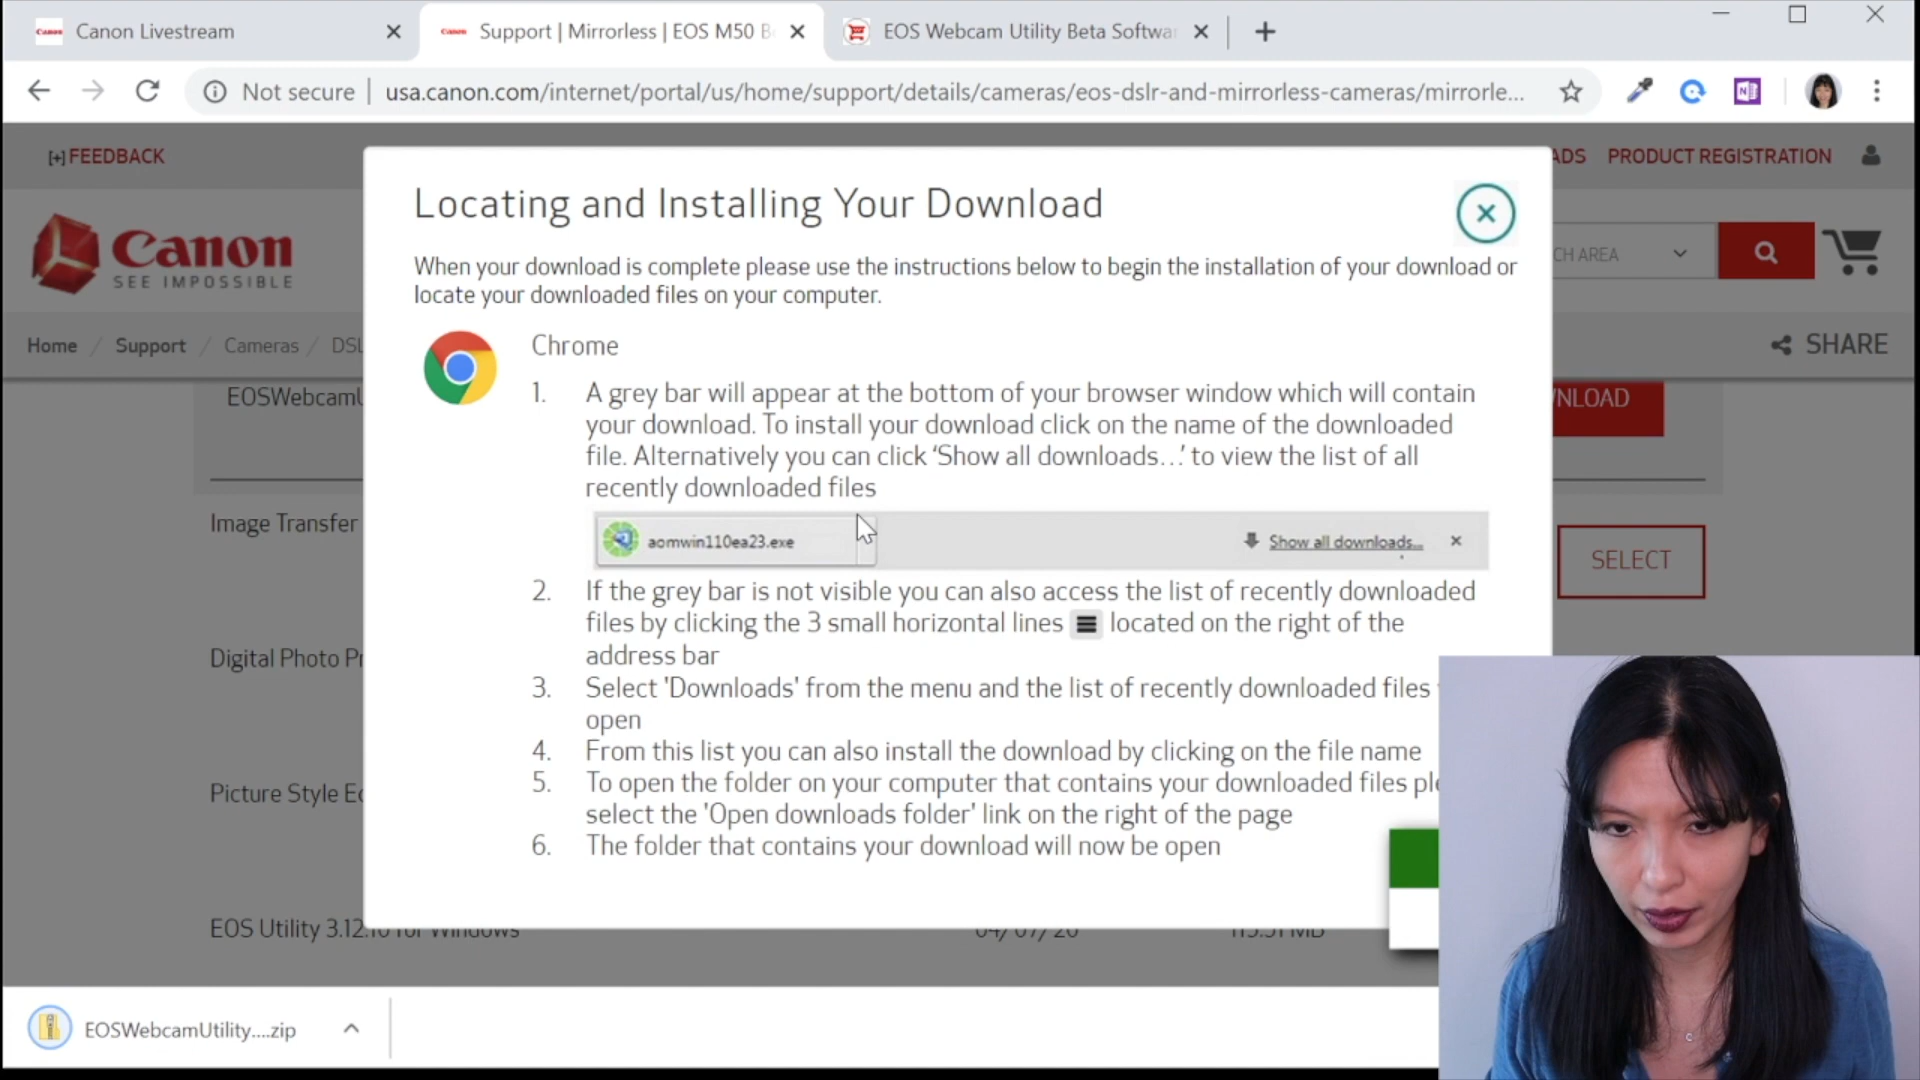 Canon
Canon Livestream
Canon
Support | Mirrorless | EOS M50 B
EOS Webcam Utility Beta Softwa
Not secure
usa.canon.com/internet/portal/us/home/support/details/cameras/eos-dslr-and-mirrorless-cameras/mirrorle...
[+] FEEDBACK
ADS
PRODUCT REGISTRATION
Canon
SEE IMPOSSIBLE
CH AREA
Home / Support / Cameras / DSL
SHARE
Locating and Installing Your Download
When your download is complete please use the instructions below to begin the installation of your download or
locate your downloaded files on your computer.
Chrome
1. A grey bar will appear at the bottom of your browser window which will contain
your download. To install your download click on the name of the downloaded
file. Alternatively you can click ‘Show all downloads…’ to view the list of all
recently downloaded files
aomwin110ea23.exe
Show all downloads...
2. If the grey bar is not visible you can also access the list of recently downloaded
files by clicking the 3 small horizontal lines located on the right of the
address bar
3. Select 'Downloads' from the menu and the list of recently downloaded files
open
4. From this list you can also install the download by clicking on the file name
5. To open the folder on your computer that contains your downloaded files ple
select the 'Open downloads folder' link on the right of the page
6. The folder that contains your download will now be open
EOSWebcamU
NLOAD
Image Transfer
SELECT
Digital Photo Pr
Picture Style Ed
EOS Utility 3.12.10 for Windows
04/07/20
EOSWebcamUtility....zip